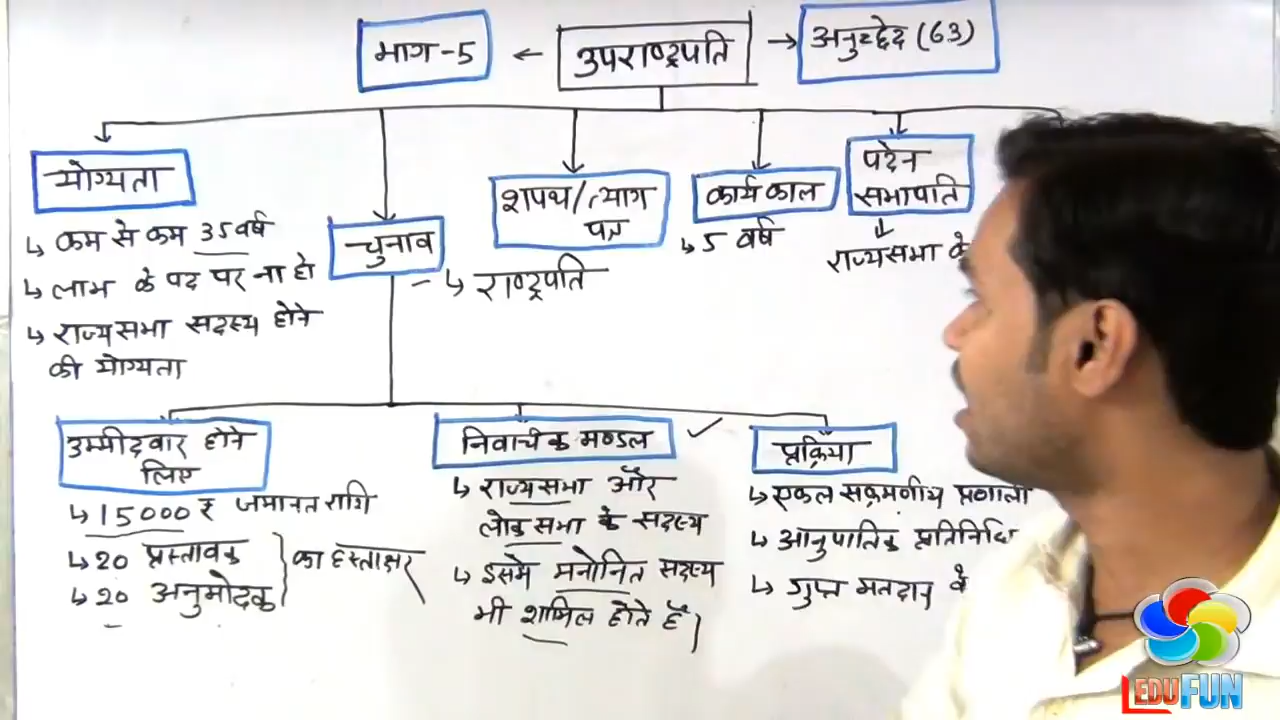 भाग-5 ← उपराष्ट्रपति → अनुच्छेद (63)
योग्यता
↳ कम से कम 35 वर्ष
↳ लाभ के पद पर ना हो
↳ राज्यसभा सदस्य होने
की योग्यता
चुनाव
शपथ/त्याग
पत्र
↳ राष्ट्रपति
कार्य काल
↳ 5 वर्ष
पदेन
सभापति
राज्यसभा के
उम्मीदवार होने
लिए
↳ 15000 ₹ जमानत राशि
↳ 20 प्रस्तावक
↳ 20 अनुमोदक
का हस्ताक्षर
निर्वाचक मण्डल ✓
↳ राज्यसभा और
लोकसभा के सदस्य
↳ इसमे मनोनित सदस्य
भी शामिल होते हैं
प्रक्रिया
↳ एकल सक्रमणीय प्रणाली
↳ आनुपातिक प्रतिनिधि
↳ गुप्त मतदान के
EDUFUN